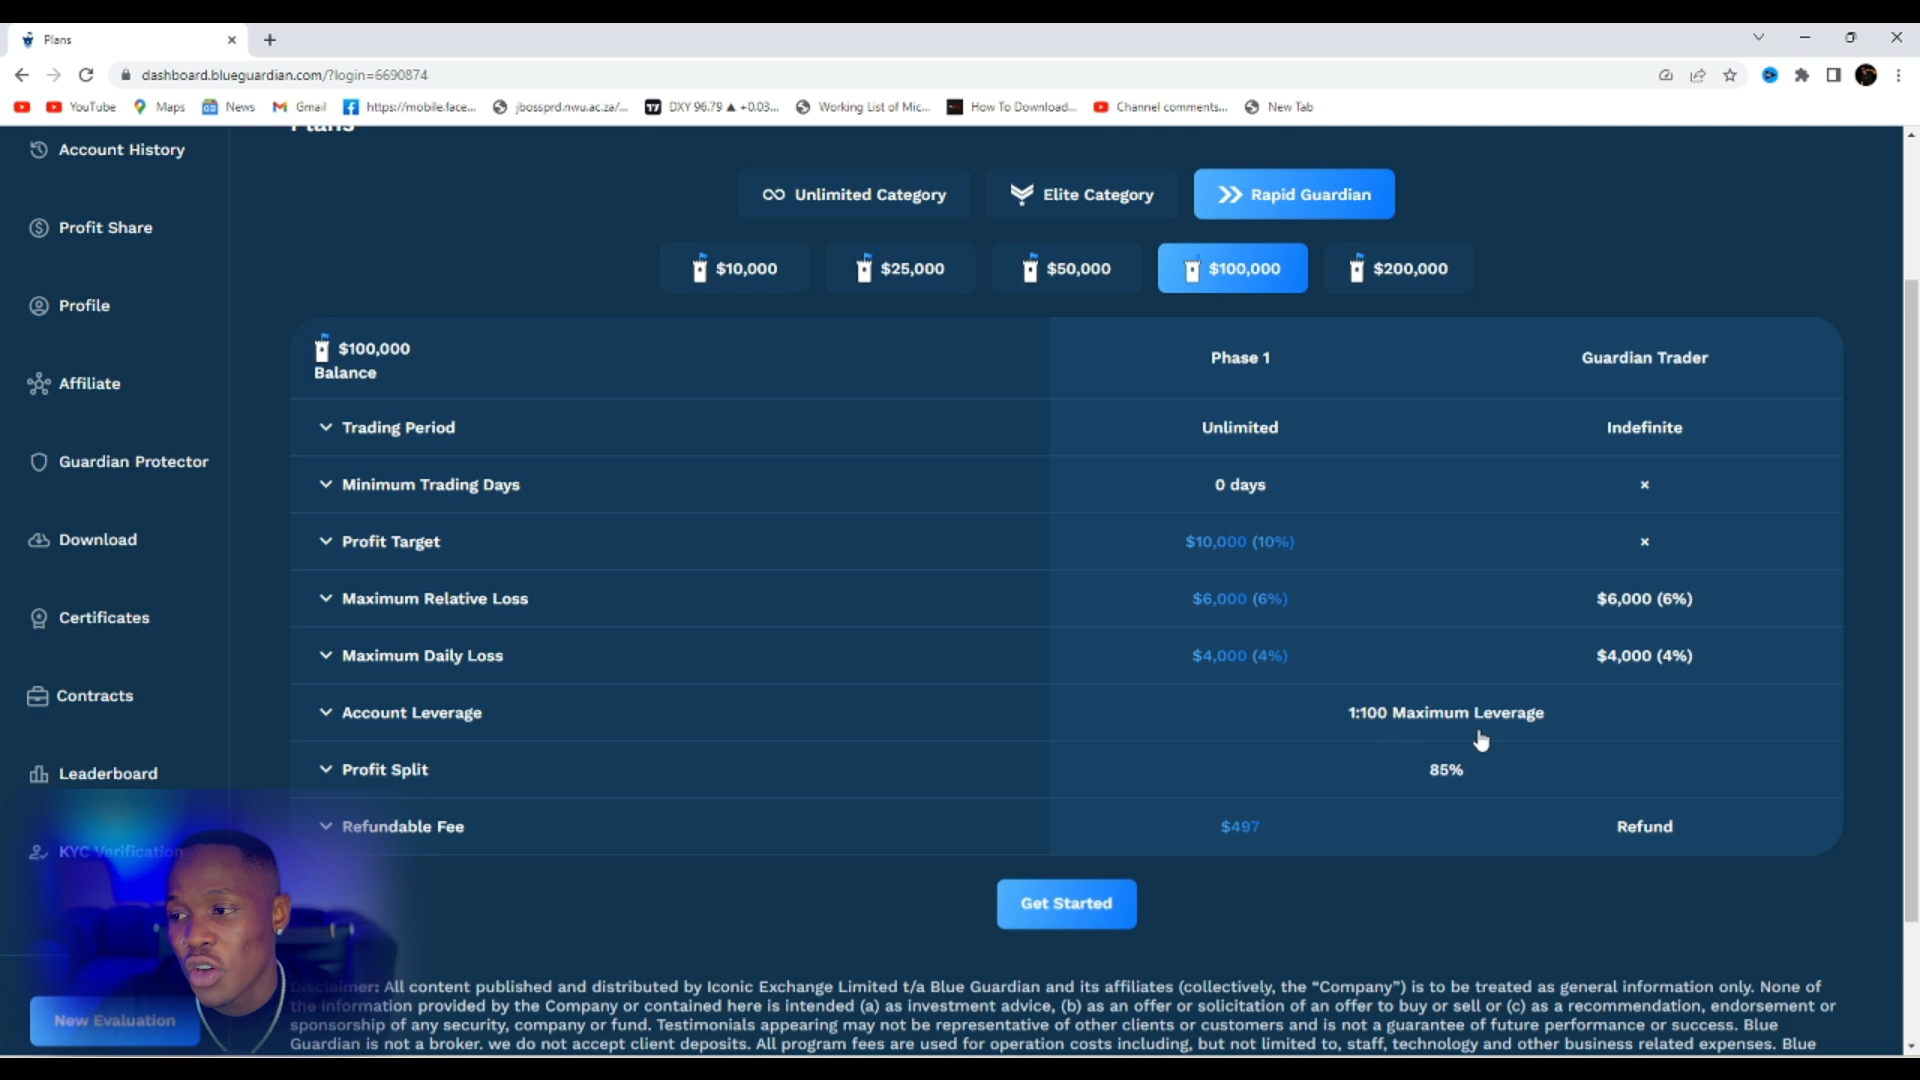 Plans
dashboard.blueguardian.com/?login=6690874
YouTube
Maps
News
Gmail
https://mobile.face...
jbossprd.nwu.ac.za/...
DXY 96.79 ▲ +0.03...
Working List of Mic...
How To Download...
Channel comments...
New Tab
Plans
Account History
Profit Share
Profile
Affiliate
Guardian Protector
Download
Certificates
Contracts
Leaderboard
KYC Verification
New Evaluation
Unlimited Category
Elite Category
Rapid Guardian
$10,000
$25,000
$50,000
$100,000
$200,000
$100,000
Balance
Phase 1
Guardian Trader
Trading Period
Unlimited
Indefinite
Minimum Trading Days
0 days
×
Profit Target
$10,000 (10%)
×
Maximum Relative Loss
$6,000 (6%)
$6,000 (6%)
Maximum Daily Loss
$4,000 (4%)
$4,000 (4%)
Account Leverage
1:100 Maximum Leverage
Profit Split
85%
Refundable Fee
$497
Refund
Get Started
Disclaimer: All content published and distributed by Iconic Exchange Limited t/a Blue Guardian and its affiliates (collectively, the “Company”) is to be treated as general information only. None of
the information provided by the Company or contained here is intended (a) as investment advice, (b) as an offer or solicitation of an offer to buy or sell or (c) as a recommendation, endorsement or
sponsorship of any security, company or fund. Testimonials appearing may not be representative of other clients or customers and is not a guarantee of future performance or success. Blue
Guardian is not a broker. we do not accept client deposits. All program fees are used for operation costs including, but not limited to, staff, technology and other business related expenses. Blue